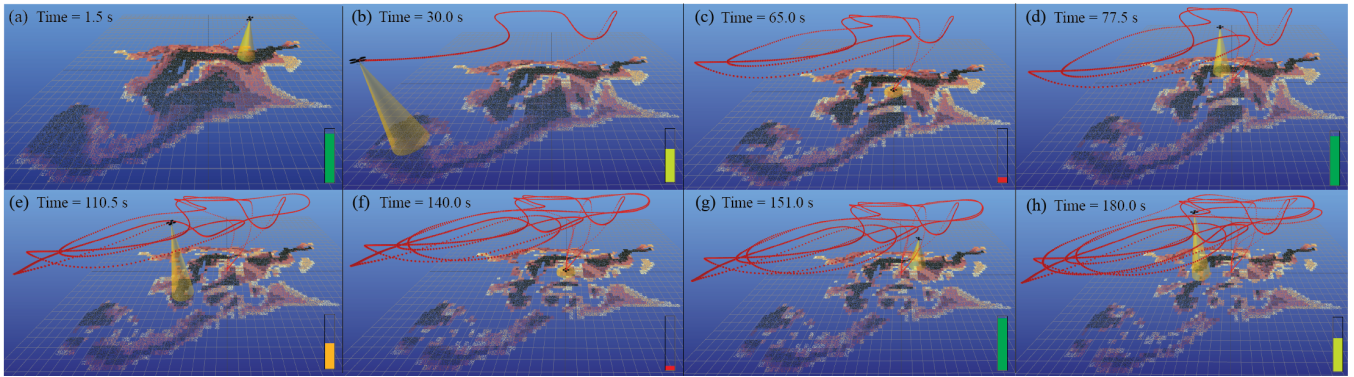 (a) Time = 1.5 s
(b) Time = 30.0 s
(c) Time = 65.0 s
(d) Time = 77.5 s
(e) Time = 110.5 s
(f) Time = 140.0 s
(g) Time = 151.0 s
(h) Time = 180.0 s